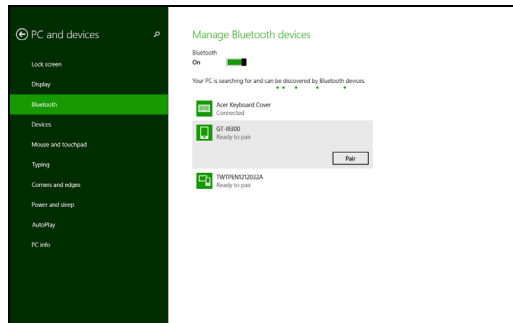 PC and devices
Lock screen
Display
Bluetooth
Devices
Mouse and touchpad
Typing
Corners and edges
Power and sleep
AutoPlay
PC info
Manage Bluetooth devices
Bluetooth
On
Your PC is searching for and can be discovered by Bluetooth devices.
Acer Keyboard Cover
Connected
GT-I9300
Ready to pair
Pair
TWTPEN1212032A
Ready to pair